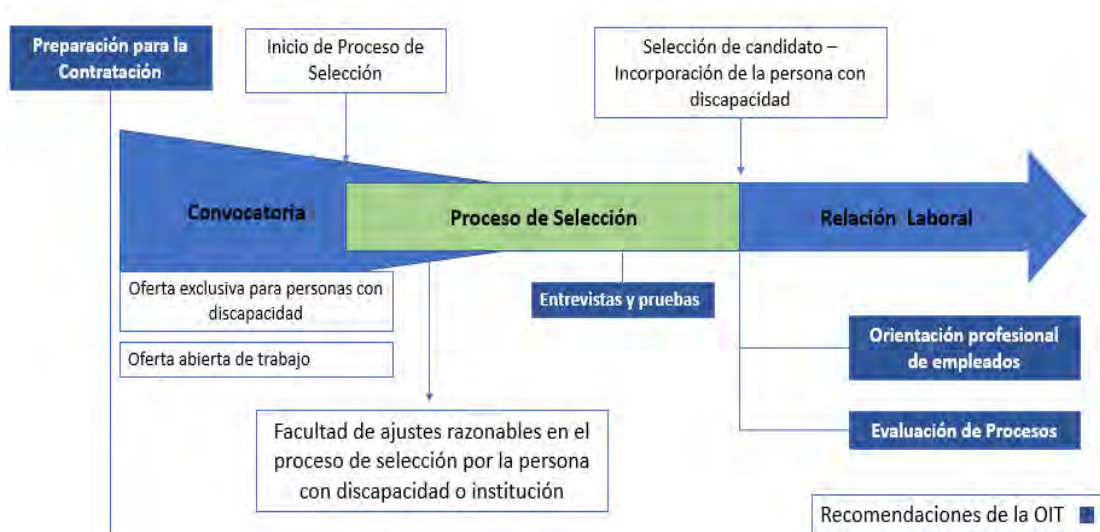 Preparación para la
Contratación
Inicio de Proceso de
Selección
Selección de candidato –
Incorporación de la persona con
discapacidad
Convocatoria
Proceso de Selección
Relación Laboral
Oferta exclusiva para personas con
discapacidad
Oferta abierta de trabajo
Entrevistas y pruebas
Orientación profesional
de empleados
Facultad de ajustes razonables en el
proceso de selección por la persona
con discapacidad o institución
Evaluación de Procesos
Recomendaciones de la OIT